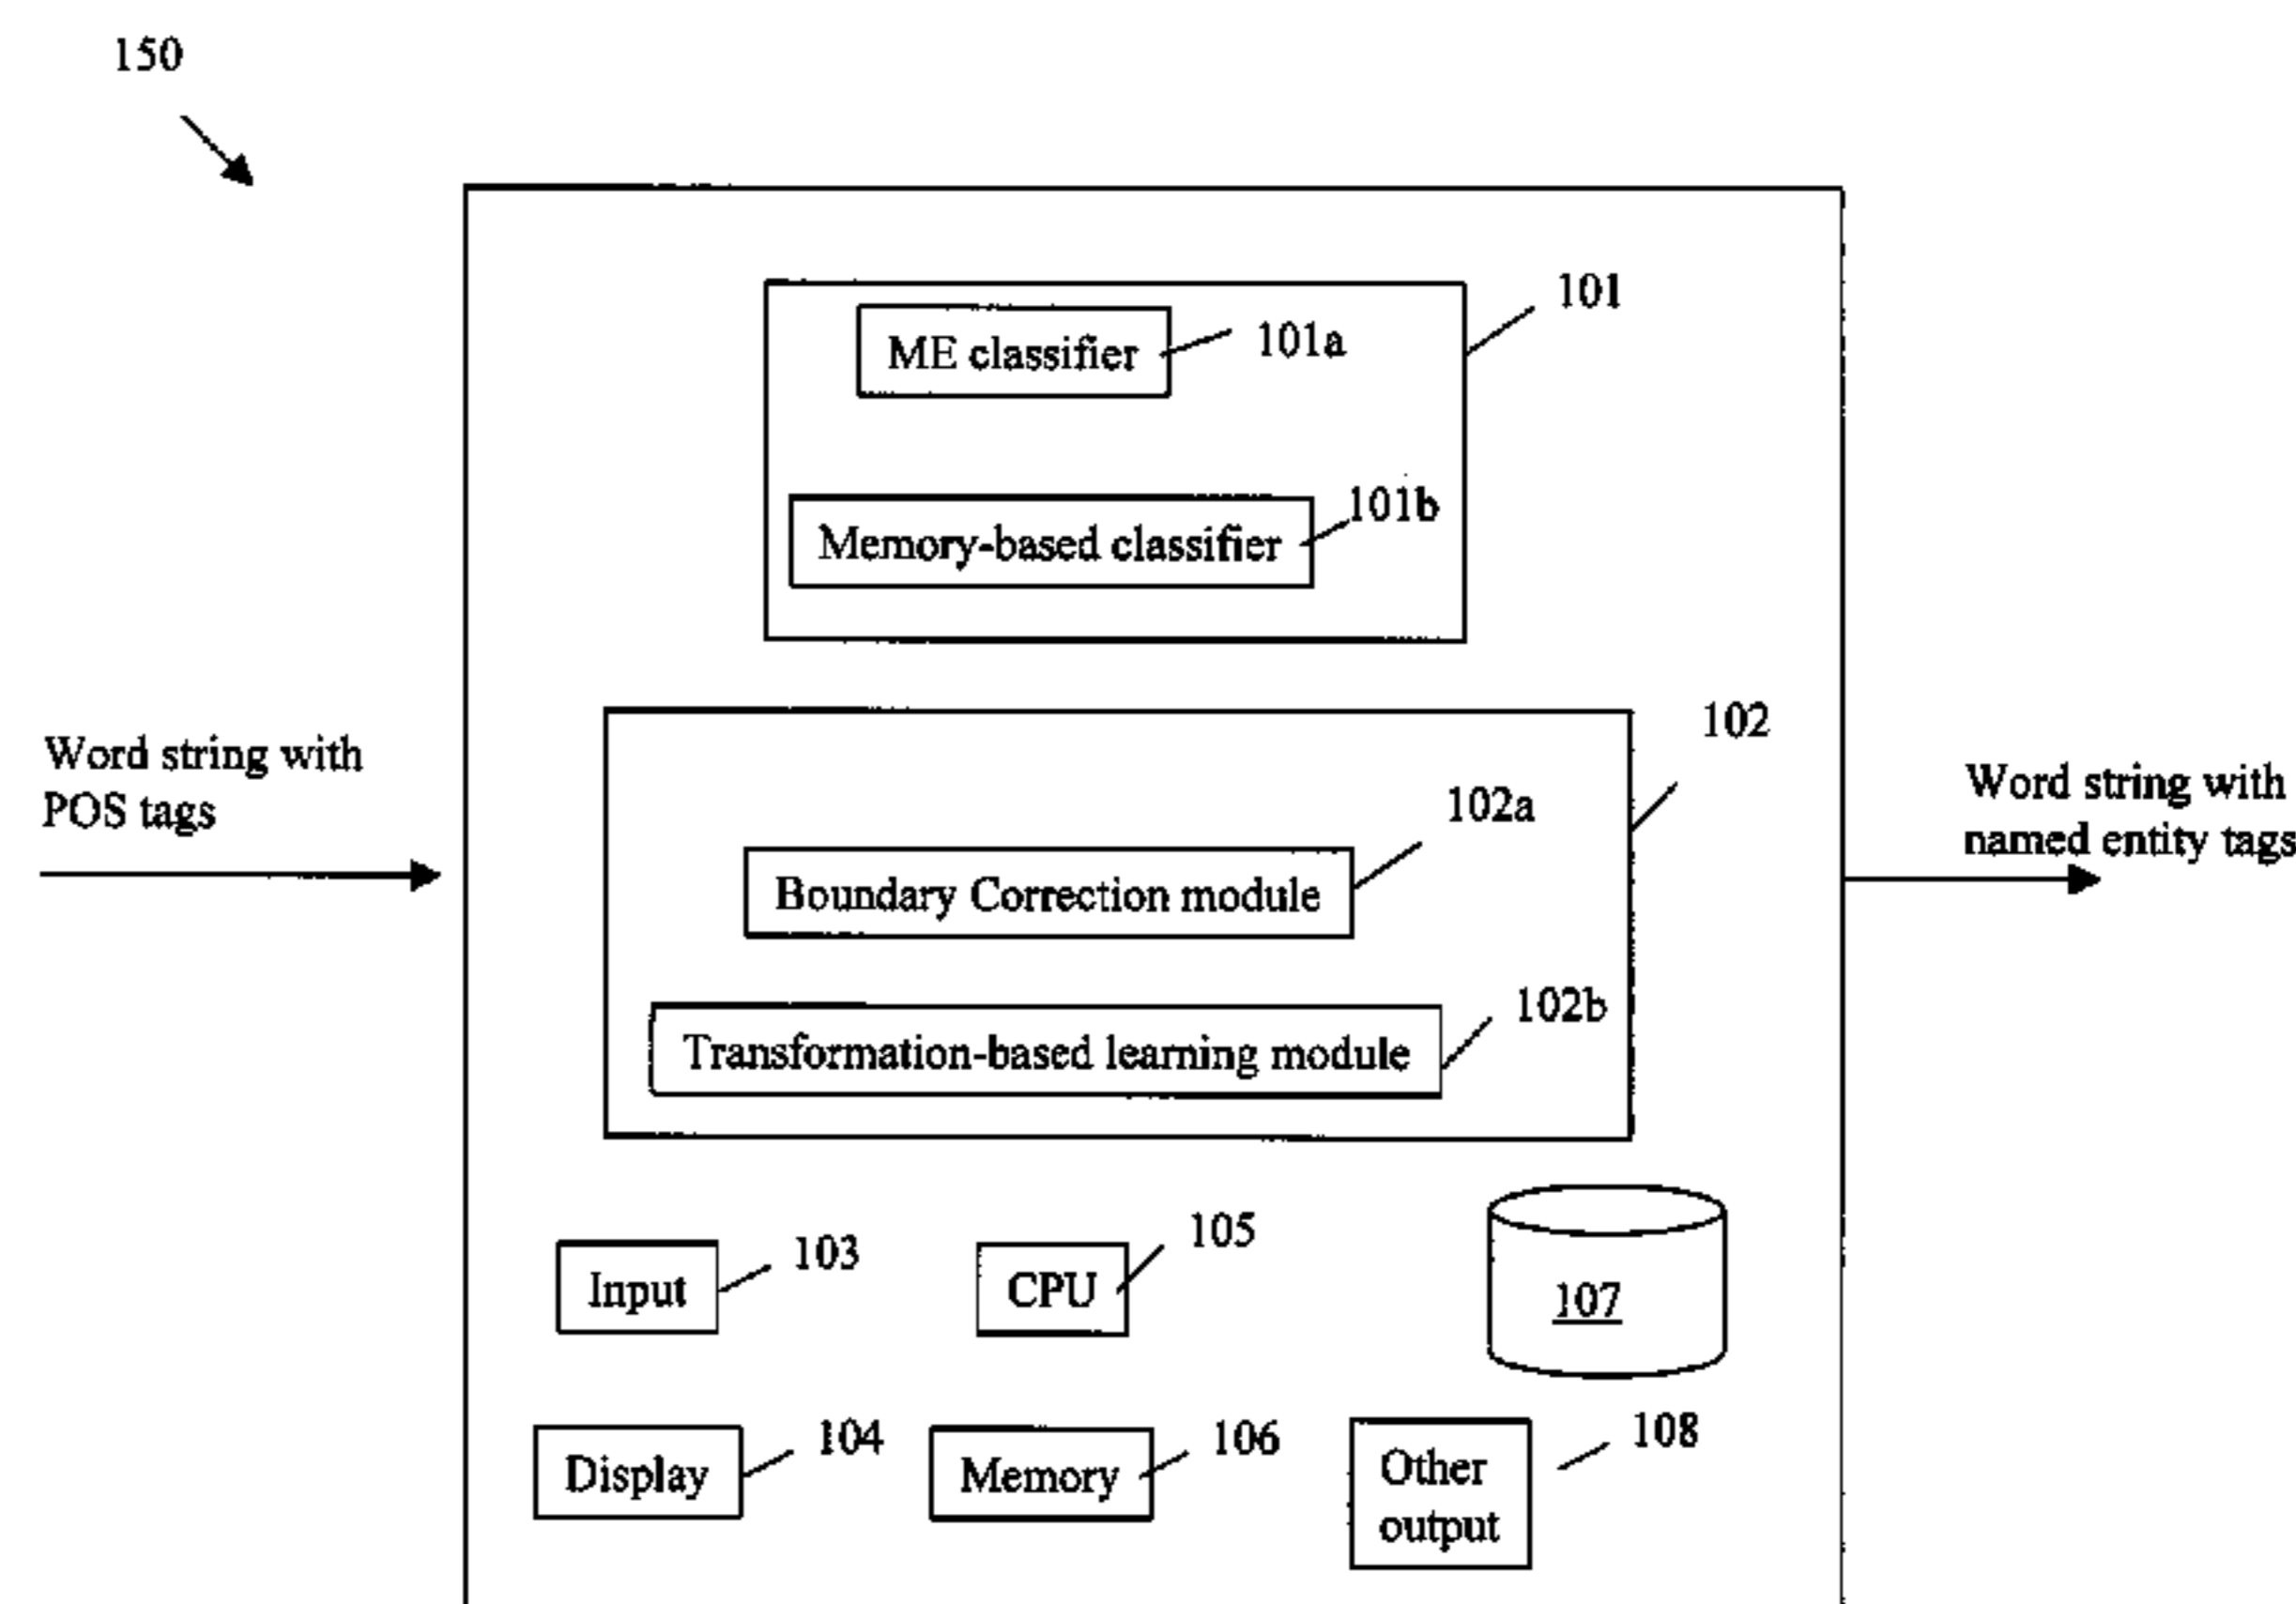 150
101
ME classifier
101a
101b
Memory-based classifier
102
Word string with
POS tags
Word string with
named entity tags
102a
Boundary Correction module
102b
Transformation-based learning module
103
Input
105
CPU
107
104
Display
106
Memory
108
Other
output